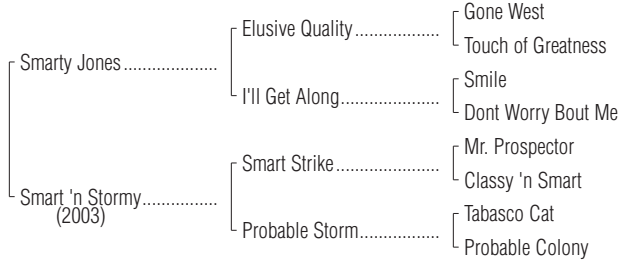 Gone West
Elusive Quality..................
Touch of Greatness
Smarty Jones....................
Smile
I'll Get Along.....................
Dont Worry Bout Me
Mr. Prospector
Smart Strike......................
Classy 'n Smart
Smart 'n Stormy................
(2003)
Tabasco Cat
Probable Storm.................
Probable Colony